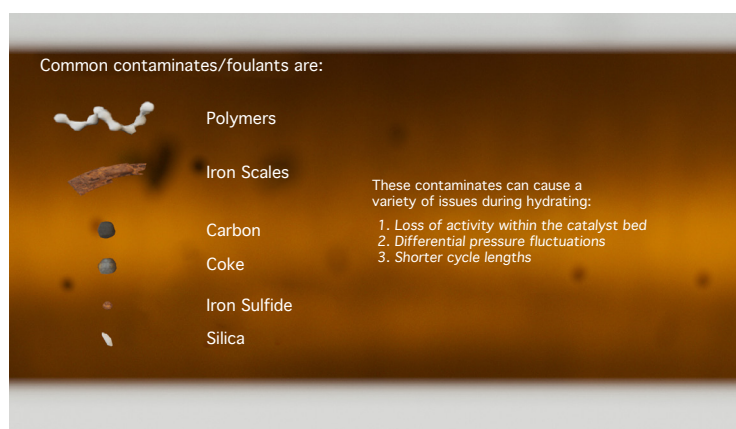 Common contaminates/foulants are:
Polymers
Iron Scales
Carbon
Coke
Iron Sulfide
Silica
These contaminates can cause a
variety of issues during hydrating:
1. Loss of activity within the catalyst bed
2. Differential pressure fluctuations
3. Shorter cycle lengths